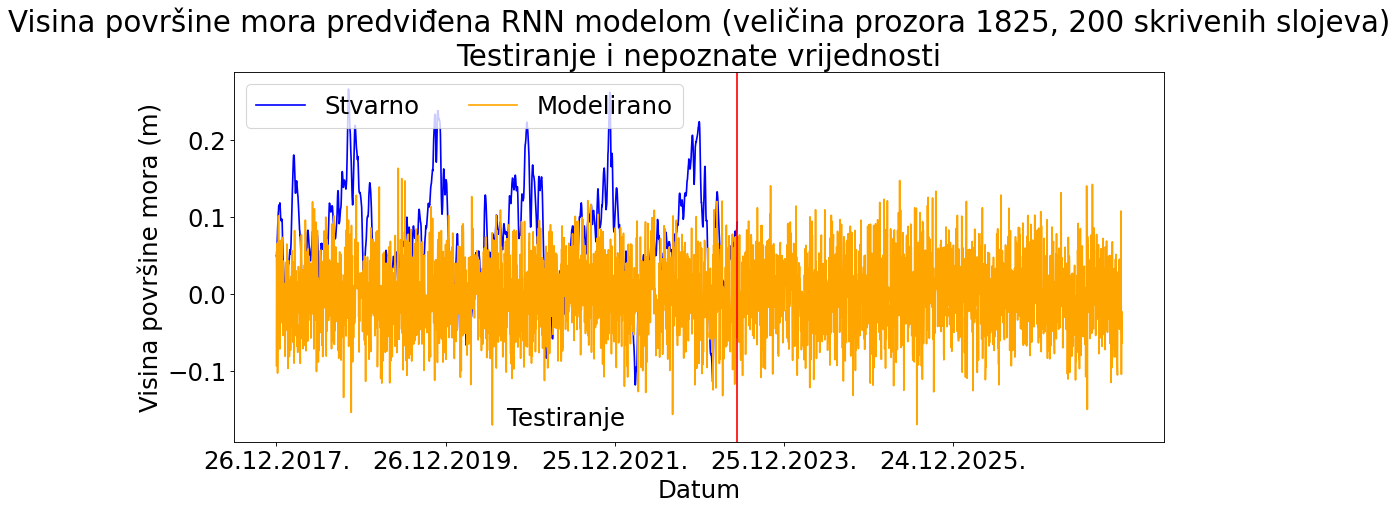 Visina površine mora predviđena RNN modelom (veličina prozora 1825, 200 skrivenih slojeva)
Testiranje i nepoznate vrijednosti
Stvarno Modelirano
Visina površine mora (m)
0.2
0.1
0.0
−0.1
Testiranje
26.12.2017. 26.12.2019. 25.12.2021. 25.12.2023. 24.12.2025.
Datum